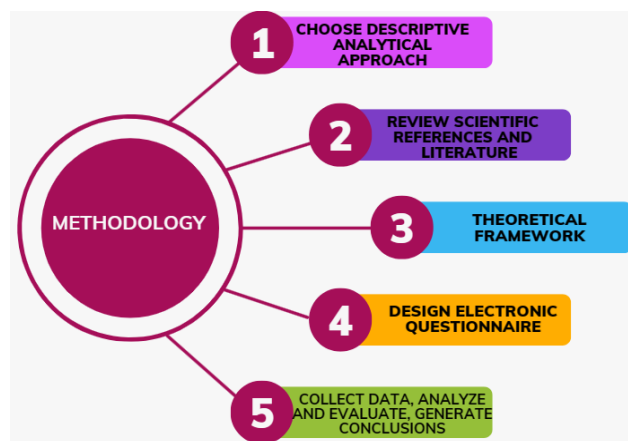 METHODOLOGY
1
CHOOSE DESCRIPTIVE
ANALYTICAL
APPROACH
2
REVIEW SCIENTIFIC
REFERENCES AND
LITERATURE
3
THEORETICAL
FRAMEWORK
4
DESIGN ELECTRONIC
QUESTIONNAIRE
5
COLLECT DATA, ANALYZE
AND EVALUATE, GENERATE
CONCLUSIONS